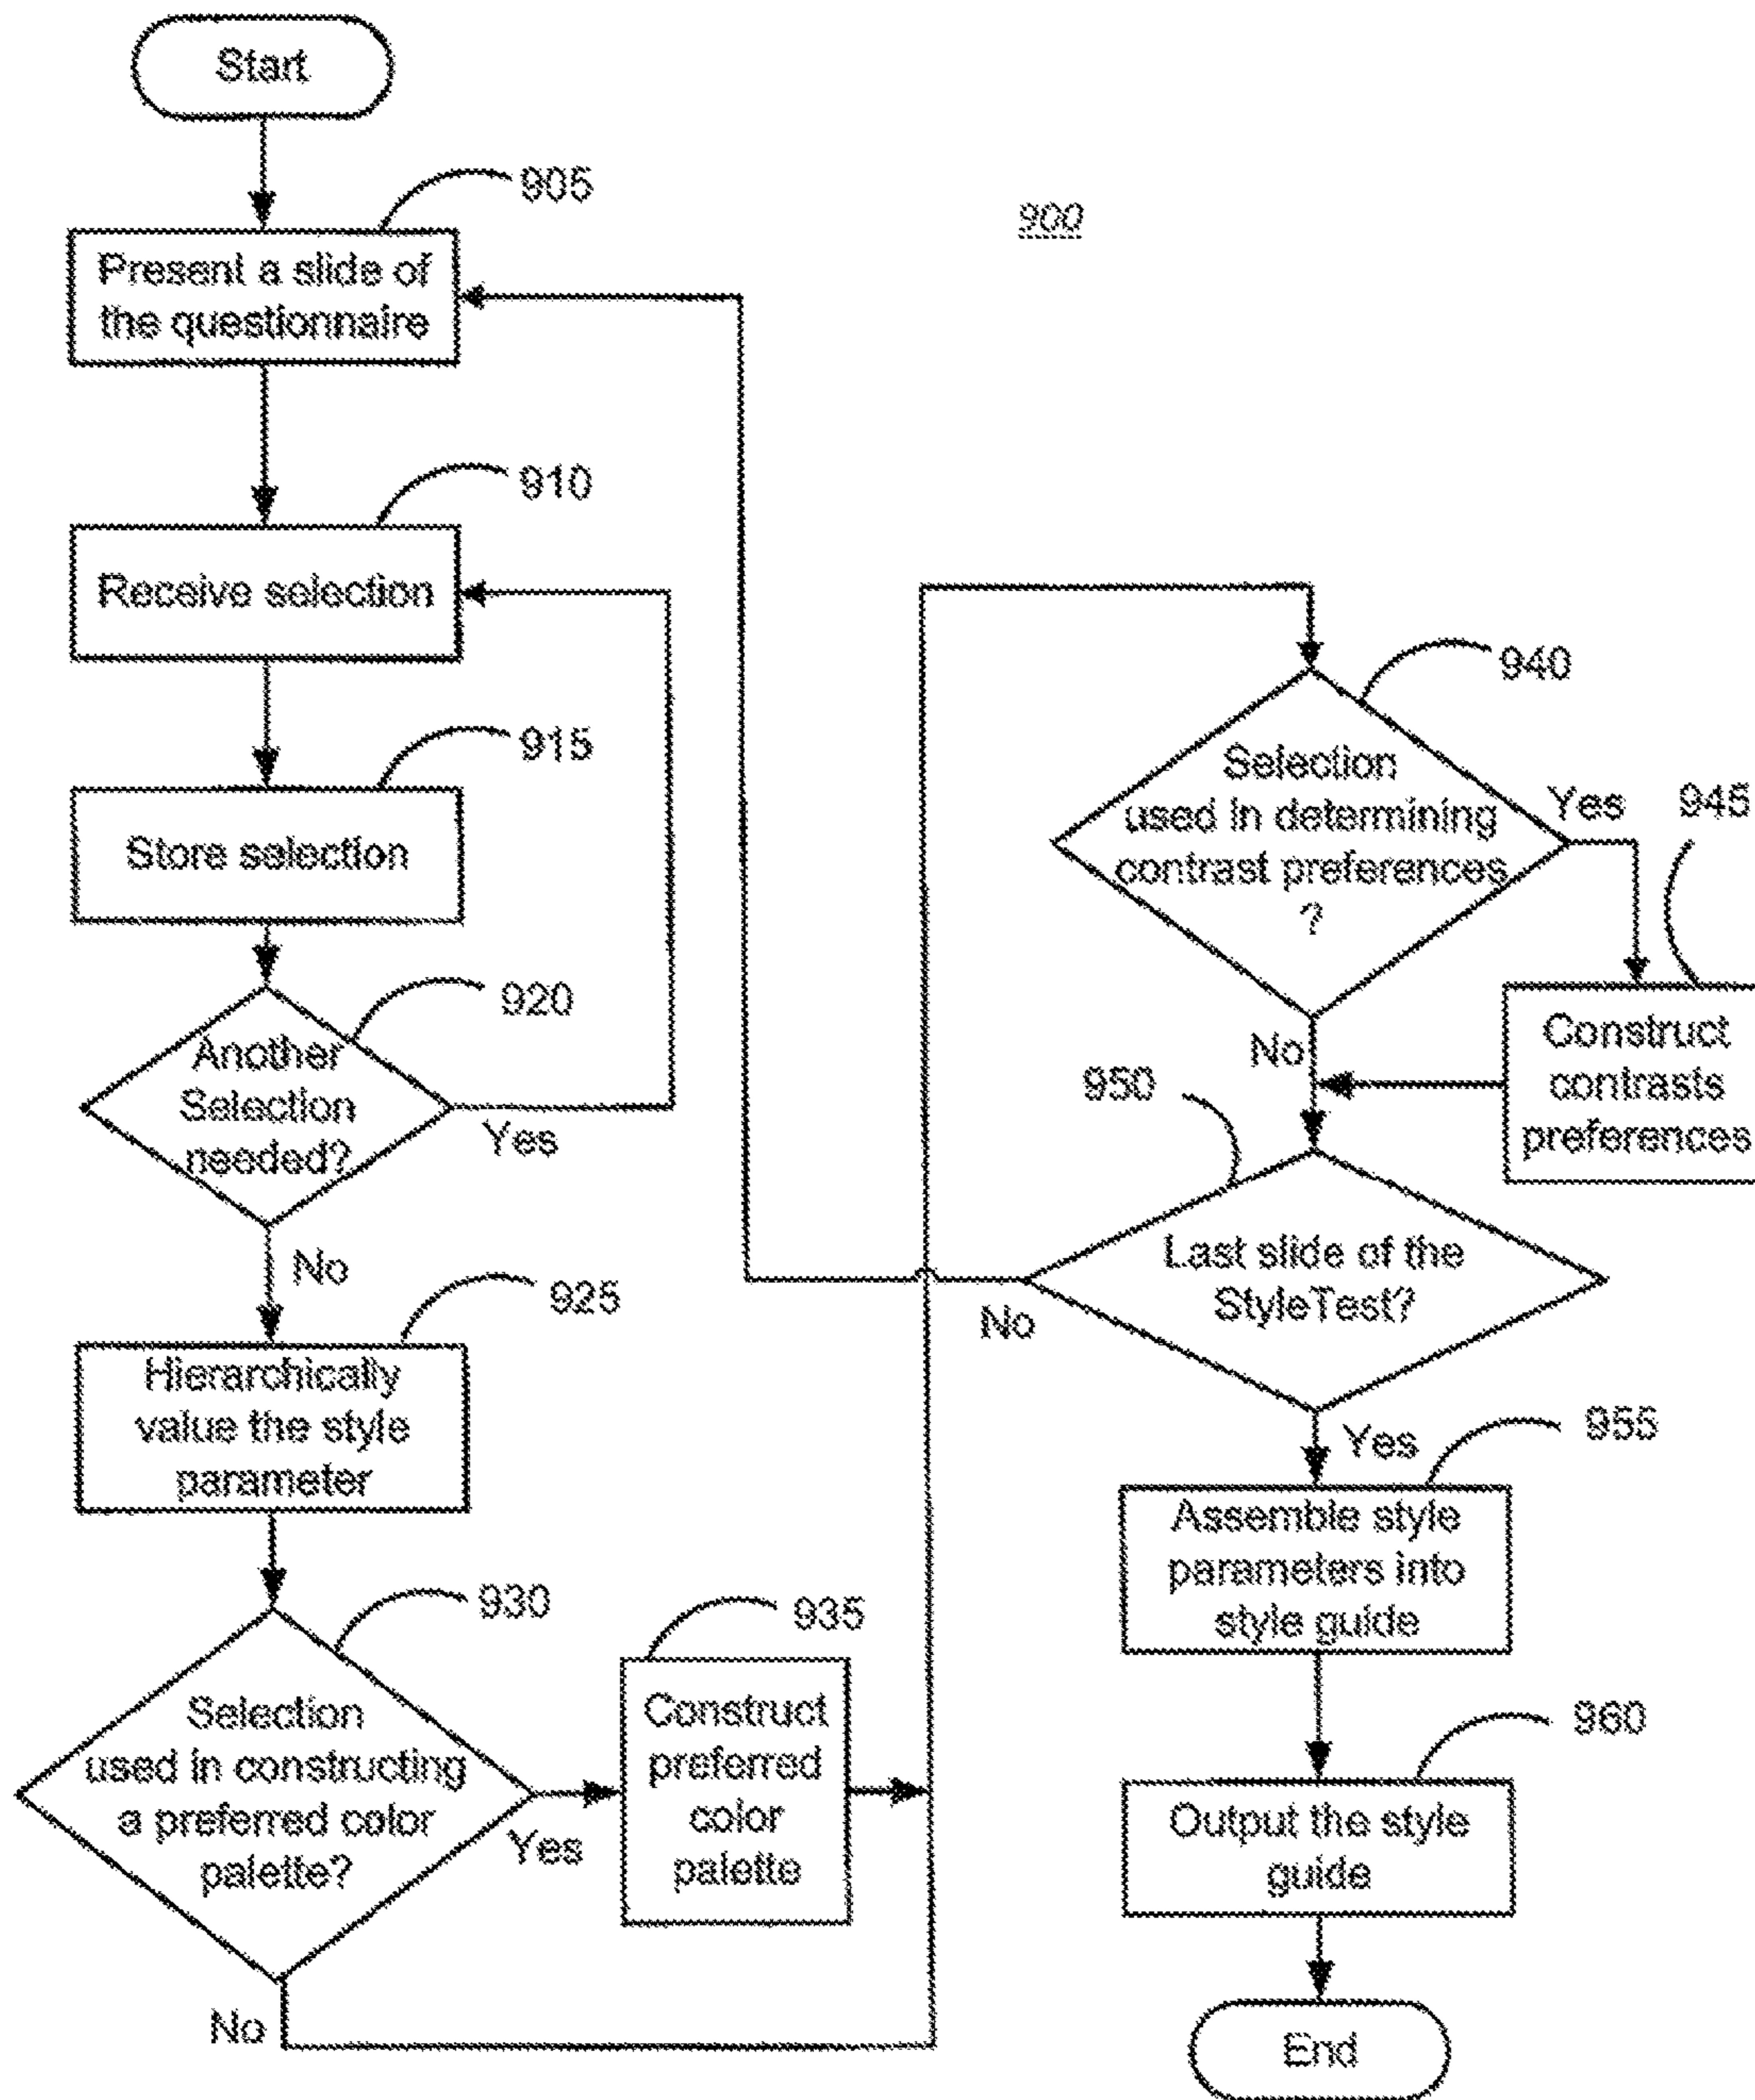 Start
905
900
Present a slide of
the questionnaire
910
Receive selection
915
Store selection
920
Another
Selection
needed?
Yes
No
925
Hierarchically
value the style
parameter
930
Selection
used in constructing
a preferred color
palette?
Yes
No
935
Construct
preferred
color
palette
940
Selection
used in determining
contrast preferences
?
Yes
No
945
Construct
contrasts
preferences
950
Last slide of the
StyleTest?
No
Yes
955
Assemble style
parameters into
style guide
960
Output the style
guide
End